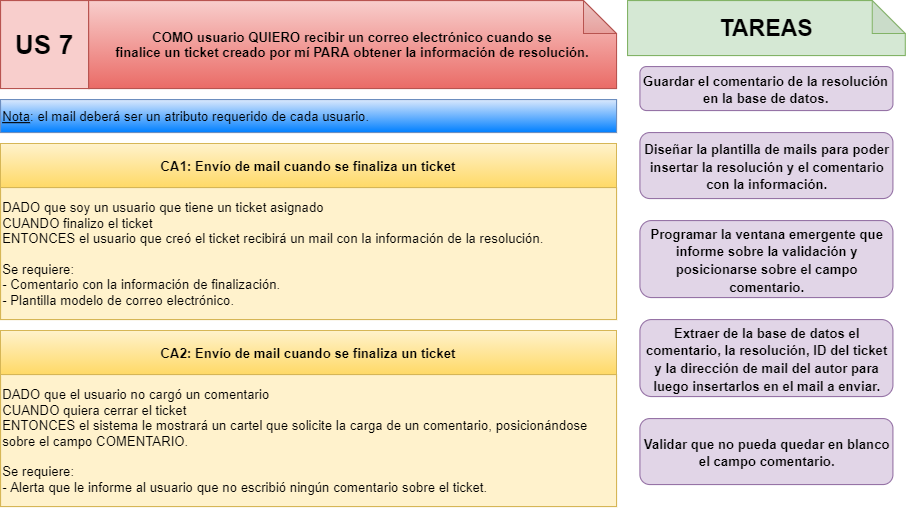 US 7
COMO usuario QUIERO recibir un correo electrónico cuando se
finalice un ticket creado por mí PARA obtener la información de resolución.
Nota: el mail deberá ser un atributo requerido de cada usuario.
CA1: Envío de mail cuando se finaliza un ticket
DADO que soy un usuario que tiene un ticket asignado
CUANDO finalizo el ticket
ENTONCES el usuario que creó el ticket recibirá un mail con la información de la resolución.
Se requiere:
- Comentario con la información de finalización.
- Plantilla modelo de correo electrónico.
CA2: Envío de mail cuando se finaliza un ticket
DADO que el usuario no cargó un comentario
CUANDO quiera cerrar el ticket
ENTONCES el sistema le mostrará un cartel que solicite la carga de un comentario, posicionándose
sobre el campo COMENTARIO.
Se requiere:
- Alerta que le informe al usuario que no escribió ningún comentario sobre el ticket.
TAREAS
Guardar el comentario de la resolución
en la base de datos.
Diseñar la plantilla de mails para poder
insertar la resolución y el comentario
con la información.
Programar la ventana emergente que
informe sobre la validación y
posicionarse sobre el campo
comentario.
Extraer de la base de datos el
comentario, la resolución, ID del ticket
y la dirección de mail del autor para
luego insertarlos en el mail a enviar.
Validar que no pueda quedar en blanco
el campo comentario.